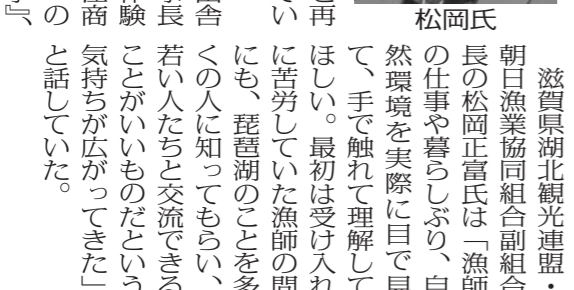 松岡氏
滋賀県湖北観光連盟・
朝日漁業協同組合副組合
長の松岡正富氏は「漁師
の仕事や暮らしぶり、自
然環境を実際に目で見
て、手で触れて理解して
ほしい。最初は受け入れ
に苦労していた漁師の間
にも、琵琶湖のことを多
くの人に知ってもらい、
若い人たちと交流できる
ことがいいものだという
気持ちが広がってきた」
と話していた。
再
い
舎
長
験
商
の
』、